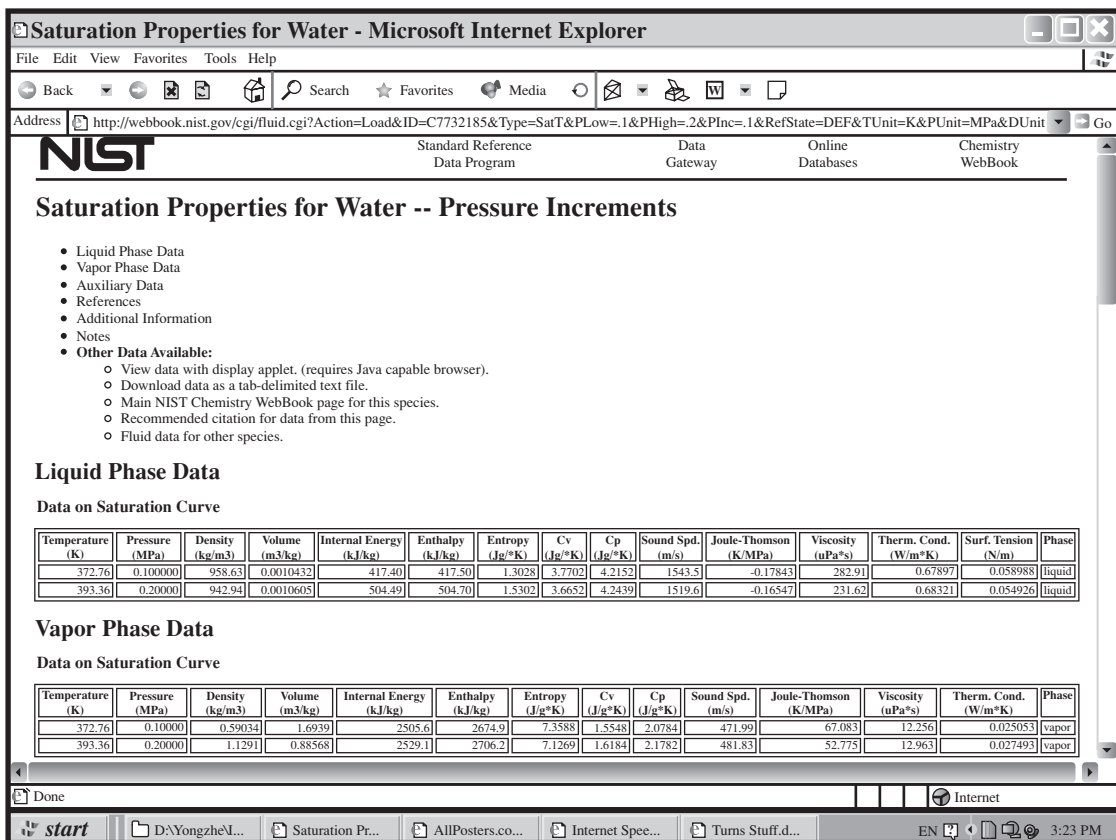 Saturation Properties for Water - Microsoft Internet Explorer
File Edit View Favorites Tools Help
Back Search Favorites Media W
Address http://webbook.nist.gov/cgi/fluid.cgi?Action=Load&ID=C7732185&Type=SatT&PLow=.1&PHigh=.2&PInc=.1&RefState=DEF&TUnit=K&PUnit=MPa&DUnit Go
NIST Standard Reference Data Program Data Gateway Online Databases Chemistry WebBook
Saturation Properties for Water -- Pressure Increments
Liquid Phase Data
Vapor Phase Data
Auxiliary Data
References
Additional Information
Notes
Other Data Available:
View data with display applet. (requires Java capable browser).
Download data as a tab-delimited text file.
Main NIST Chemistry WebBook page for this species.
Recommended citation for data from this page.
Fluid data for other species.
Liquid Phase Data
Data on Saturation Curve
Temperature Pressure Density Volume Internal Energy Enthalpy Entropy Cv Cp Sound Spd. Joule-Thomson Viscosity Therm. Cond. Surf. Tension Phase
(K) (MPa) (kg/m3) (m3/kg) (kJ/kg) (kJ/kg) (Jg/*K) (Jg/*K) (Jg/*K) (m/s) (K/MPa) (uPa*s) (W/m*K) (N/m)
372.76 0.100000 958.63 0.0010432 417.40 417.50 1.3028 3.7702 4.2152 1543.5 -0.17843 282.91 0.67897 0.058988 liquid
393.36 0.20000 942.94 0.0010605 504.49 504.70 1.5302 3.6652 4.2439 1519.6 -0.16547 231.62 0.68321 0.054926 liquid
Vapor Phase Data
Data on Saturation Curve
Temperature Pressure Density Volume Internal Energy Enthalpy Entropy Cv Cp Sound Spd. Joule-Thomson Viscosity Therm. Cond. Phase
(K) (MPa) (kg/m3) (m3/kg) (kJ/kg) (kJ/kg) (J/g*K) (J/g*K) (J/g*K) (m/s) (K/MPa) (uPa*s) (W/m*K)
372.76 0.10000 0.59034 1.6939 2505.6 2674.9 7.3588 1.5548 2.0784 471.99 67.083 12.256 0.025053 vapor
393.36 0.20000 1.1291 0.88568 2529.1 2706.2 7.1269 1.6184 2.1782 481.83 52.775 12.963 0.027493 vapor
Done Internet
start D:\Yongzhe\I... Saturation Pr... AllPosters.co... Internet Spee... Turns Stuff.d... EN 3:23 PM